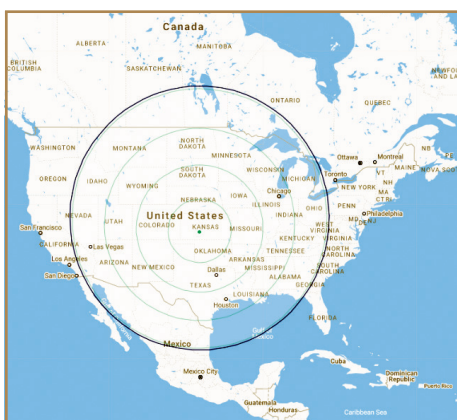 Canada
ALBERTA
MANITOBA
BRITISH
COLUMBIA
SASKATCHEWAN
NEWFOU
AND LA
ONTARIO
QUEBEC
WASHINGTON
MONTANA
NORTH
DAKOTA
MINNESOTA
Ottawa
Montreal
NB
PE
MAINE
NOVA SCO
OREGON
IDAHO
SOUTH
DAKOTA
WISCONSIN
MICHIGAN
Toronto
VT
NH
NEW YORK
MA
CT RI
WYOMING
Chicago
IOWA
NEBRASKA
ILLINOIS
INDIANA
OHIO
PENN
NEVADA
UTAH
COLORADO
United States
KANSAS
MISSOURI
WEST
VIRGINIA
MD
DE
NJ
Philadelphia
San Francisco
CALIFORNIA
Las Vegas
KENTUCKY
VIRGINIA
Los Angeles
ARIZONA
NEW MEXICO
OKLAHOMA
ARKANSAS
TENNESSEE
NORTH
CAROLINA
San Diego
Dallas
MISSISSIPPI
SOUTH
CAROLINA
TEXAS
ALABAMA
GEORGIA
LOUISIANA
Houston
FLORIDA
Gulf of
Mexico
Mexico
Mexico City
Cuba
Dominican
Republic
Puerto Rico
Guatemala
Honduras
Caribbean Sea